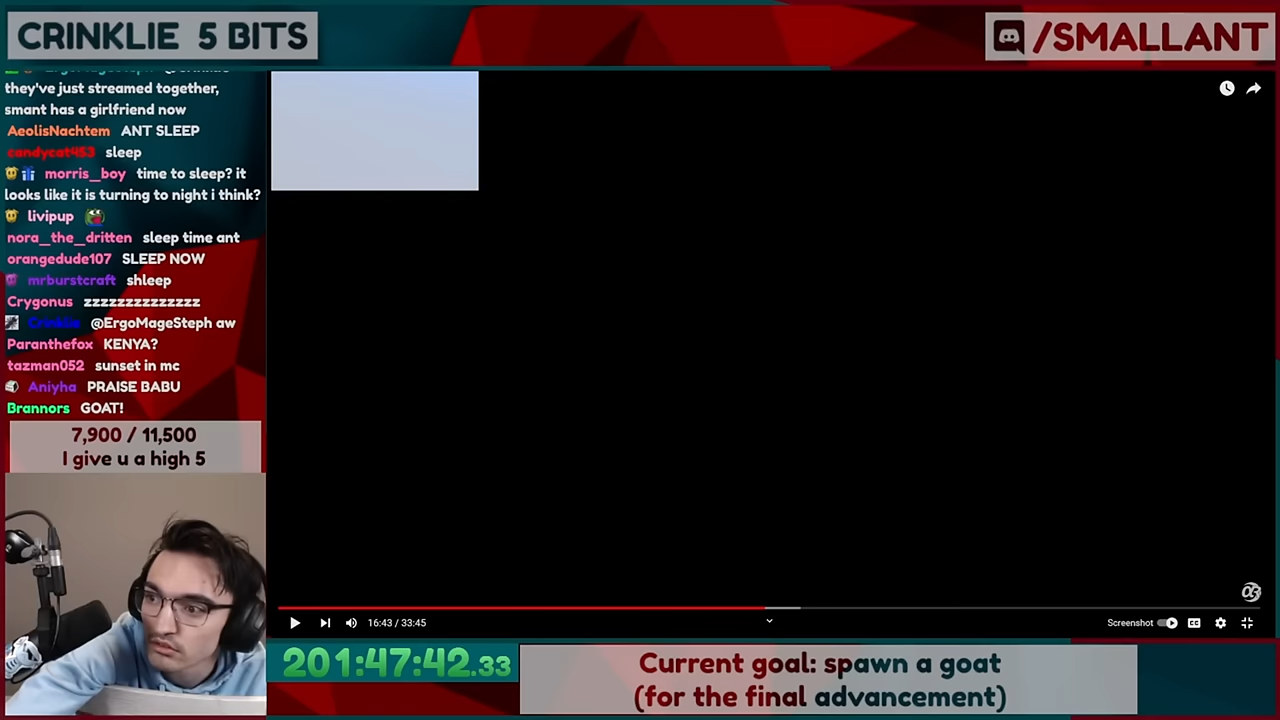 CRINKLIE 5 BITS
/SMALLANT
they've just streamed together,
smant has a girlfriend now
AeolisNachtem ANT SLEEP
candycat453 sleep
morris_boy time to sleep? it
looks like it is turning to night i think?
livipup
nora_the_dritten sleep time ant
orangedude107 SLEEP NOW
mrburstcraft shleep
Crygonus zzzzzzzzzzzzzz
Crinklie @ErgoMageSteph aw
Paranthefox KENYA?
tazman052 sunset in mc
Aniyha PRAISE BABU
Brannors GOAT!
7,900 / 11,500
I give u a high 5
16:43 / 33:45
Screenshot
201:47:42.33
Current goal: spawn a goat
(for the final advancement)